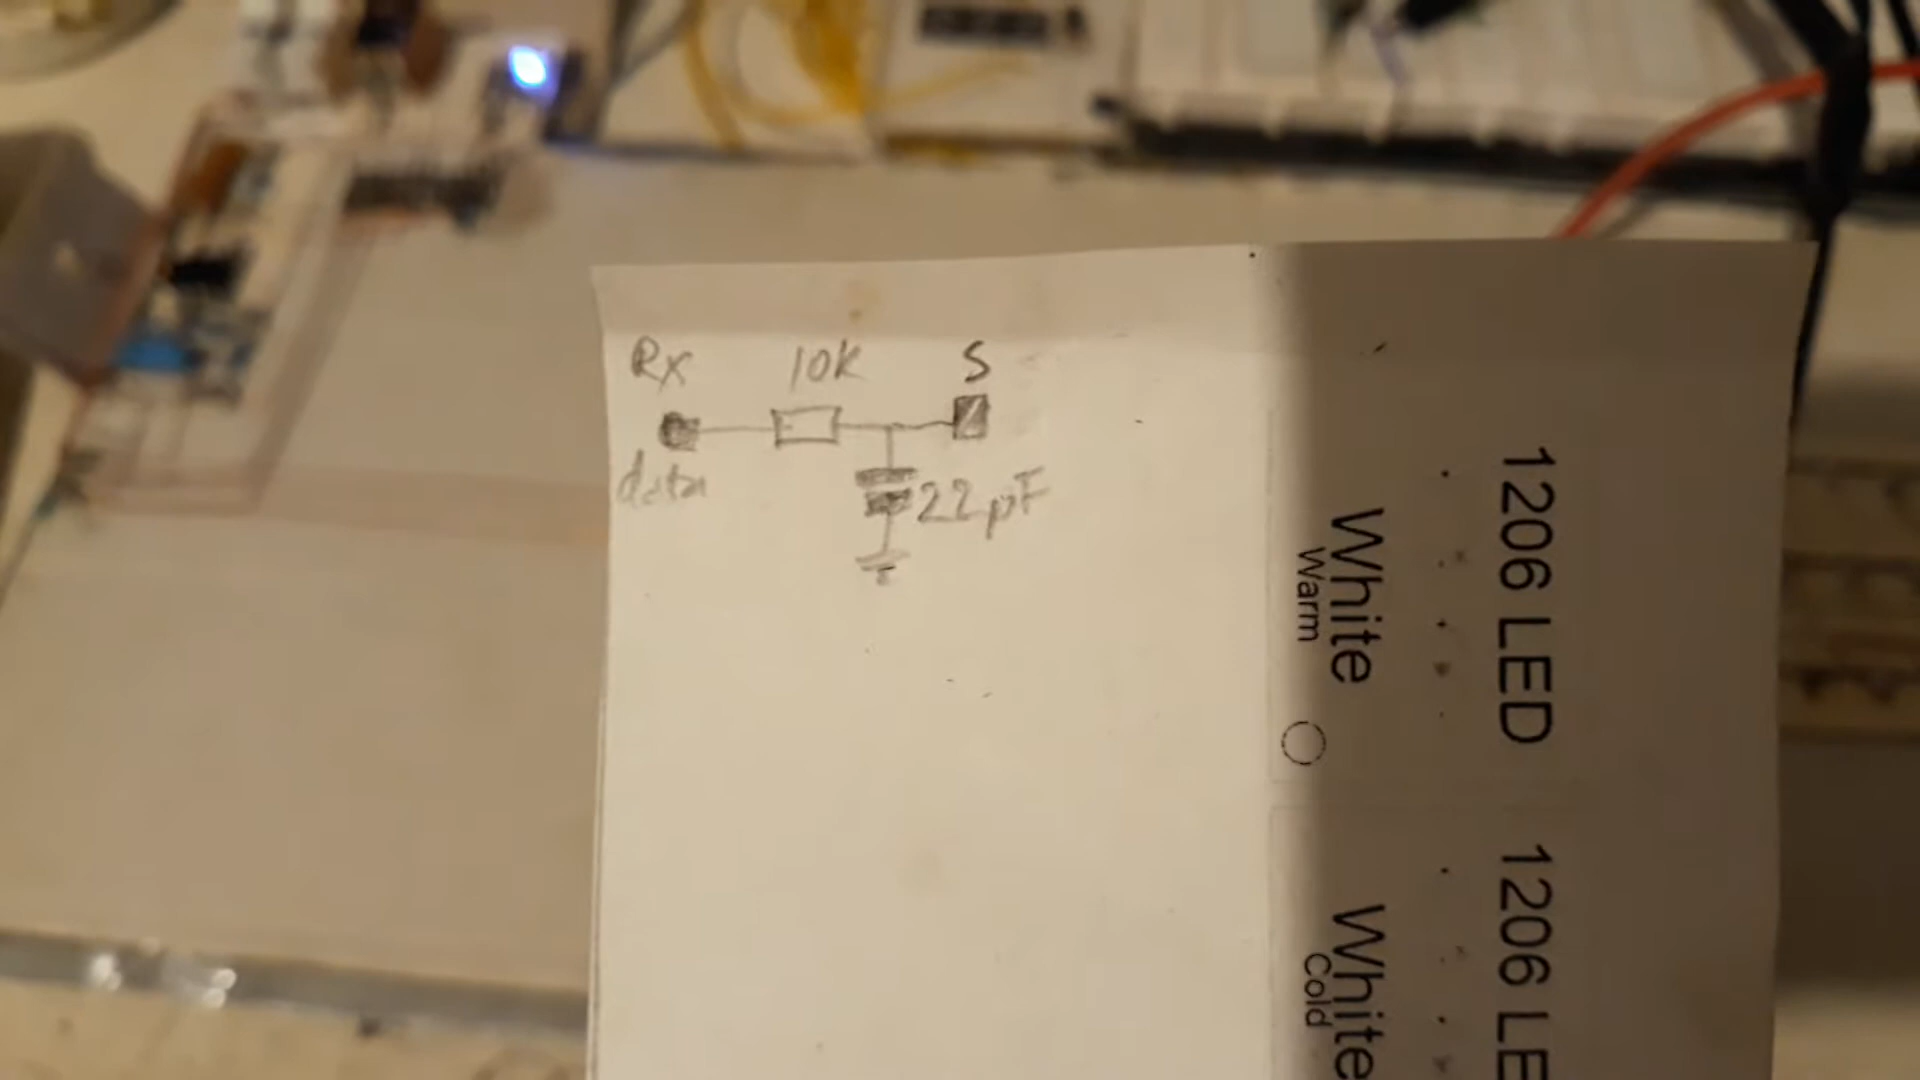 Rx 10K S
data
22pF
1206 LED
White
Warm
1206 LE
White
Cold